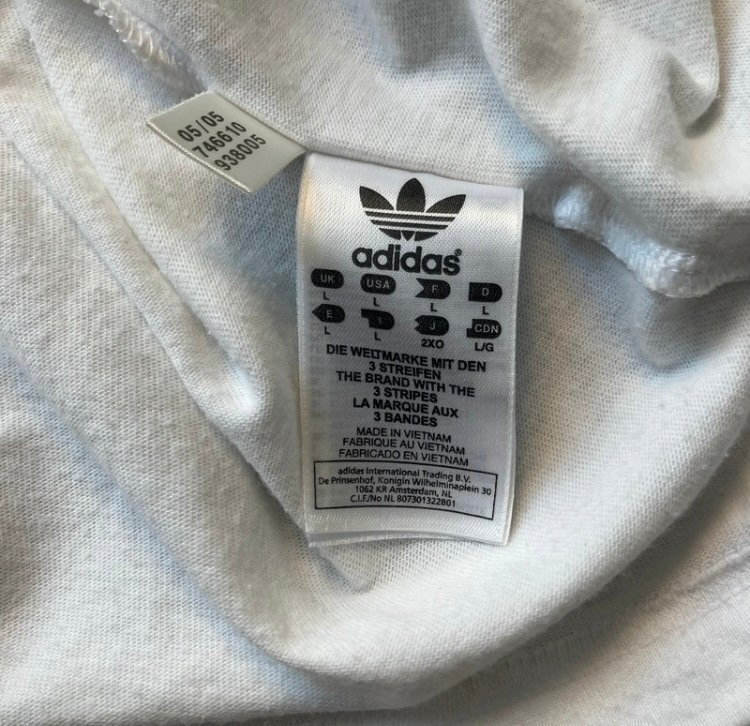 05/05
746610
938005
adidas®
UK USA F D
L L L L
E I J CDN
L L 2XO L/G
DIE WELTMARKE MIT DEN
3 STREIFEN
THE BRAND WITH THE
3 STRIPES
LA MARQUE AUX
3 BANDES
MADE IN VIETNAM
FABRIQUE AU VIETNAM
FABRICADO EN VIETNAM
adidas International Trading B.V.
De Prinsenhof, Konigin Wilhelminaplein 30
1062 KR Amsterdam, NL
C.I.F./No NL 807301322801